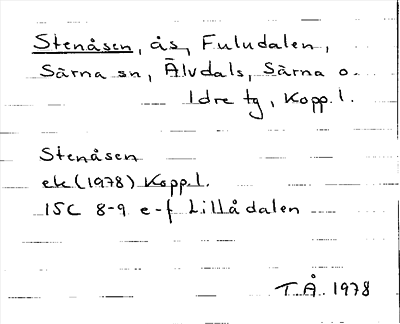 Stenåsen, ås, Fuludalen,
Särna sn, Älvdals, Särna o.
Idre tg, Kopp. l.
Stenåsen
ek (1978) Kopp. l.
15C 8-9 e-f Lillådalen
T.Å. 1978